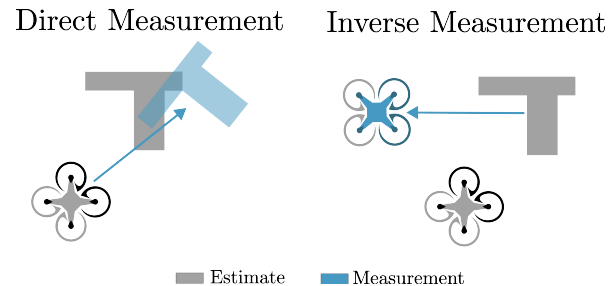 Direct Measurement
Inverse Measurement
Estimate
Measurement